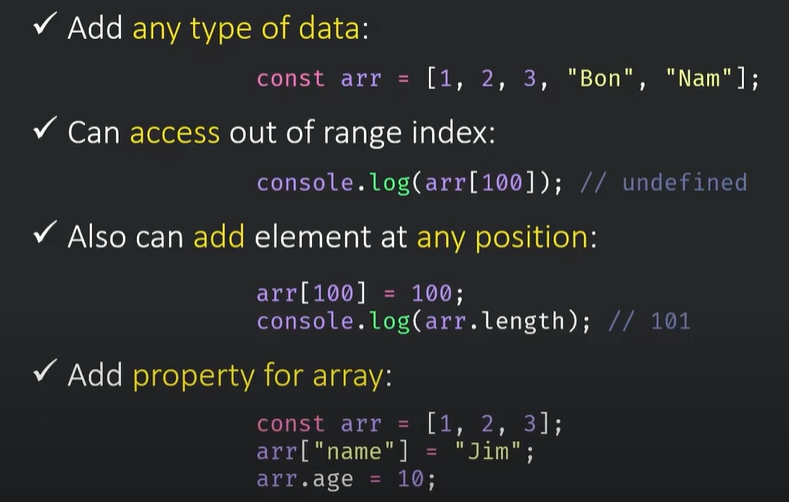 ✓ Add any type of data:
const arr = [1, 2, 3, "Bon", "Nam"];
✓ Can access out of range index:
console.log(arr[100]); // undefined
✓ Also can add element at any position:
arr[100] = 100;
console.log(arr.length); // 101
✓ Add property for array:
const arr = [1, 2, 3];
arr["name"] = "Jim";
arr.age = 10;